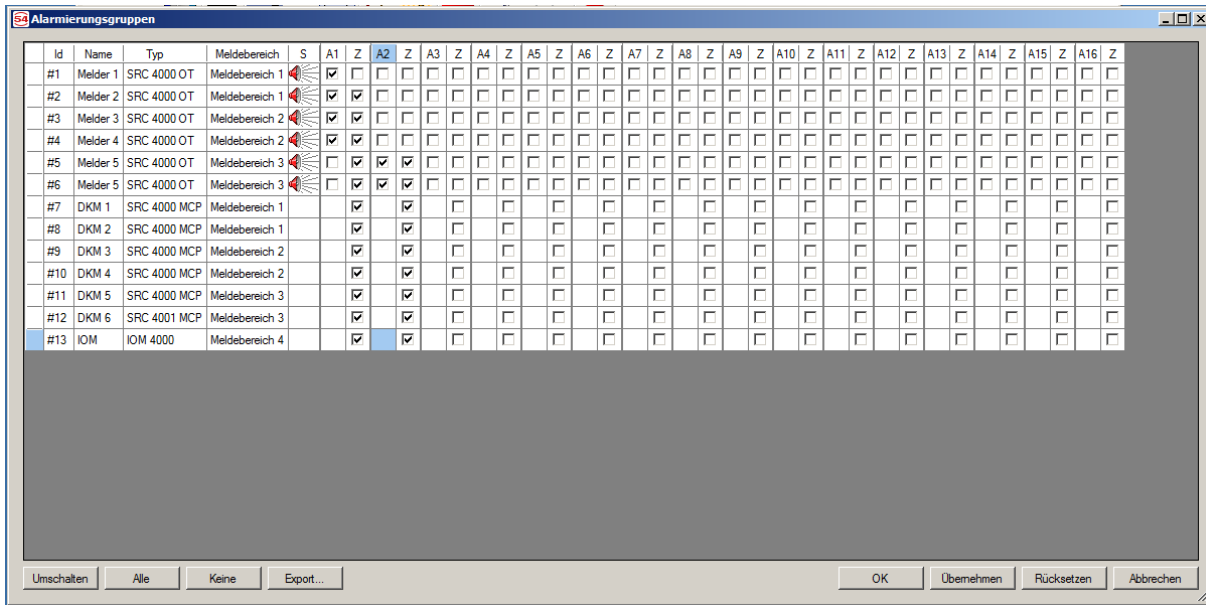 54 Alarmierungsgruppen
Id Name Typ Meldebereich S A1 Z A2 Z A3 Z A4 Z A5 Z A6 Z A7 Z A8 Z A9 Z A10 Z A11 Z A12 Z A13 Z A14 Z A15 Z A16 Z
#1 Melder 1 SRC 4000 OT Meldebereich 1
#2 Melder 2 SRC 4000 OT Meldebereich 1
#3 Melder 3 SRC 4000 OT Meldebereich 2
#4 Melder 4 SRC 4000 OT Meldebereich 2
#5 Melder 5 SRC 4000 OT Meldebereich 3
#6 Melder 5 SRC 4000 OT Meldebereich 3
#7 DKM 1 SRC 4000 MCP Meldebereich 1
#8 DKM 2 SRC 4000 MCP Meldebereich 1
#9 DKM 3 SRC 4000 MCP Meldebereich 2
#10 DKM 4 SRC 4000 MCP Meldebereich 2
#11 DKM 5 SRC 4000 MCP Meldebereich 3
#12 DKM 6 SRC 4001 MCP Meldebereich 3
#13 IOM IOM 4000 Meldebereich 4
Umschalten Alle Keine Export... OK Übernehmen Rücksetzen Abbrechen